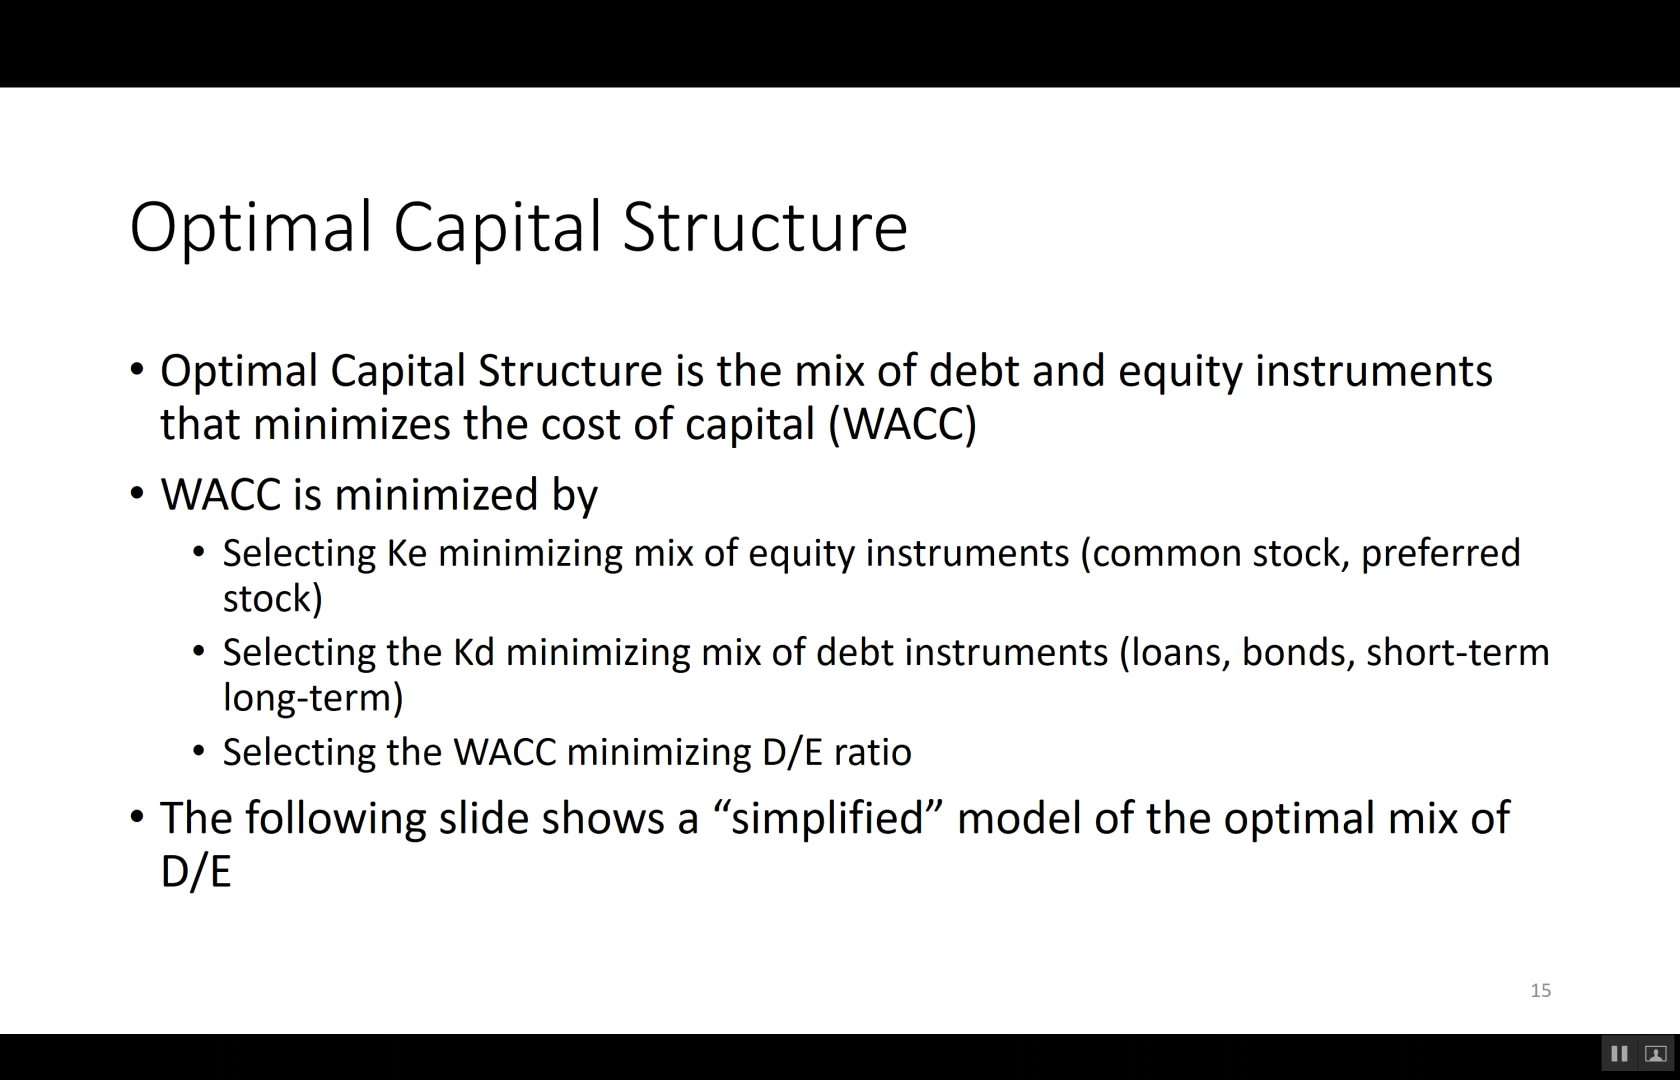 Optimal Capital Structure
• Optimal Capital Structure is the mix of debt and equity instruments
that minimizes the cost of capital (WACC)
• WACC is minimized by
• Selecting Ke minimizing mix of equity instruments (common stock, preferred
stock)
• Selecting the Kd minimizing mix of debt instruments (loans, bonds, short-term
long-term)
• Selecting the WACC minimizing D/E ratio
• The following slide shows a “simplified” model of the optimal mix of
D/E
15